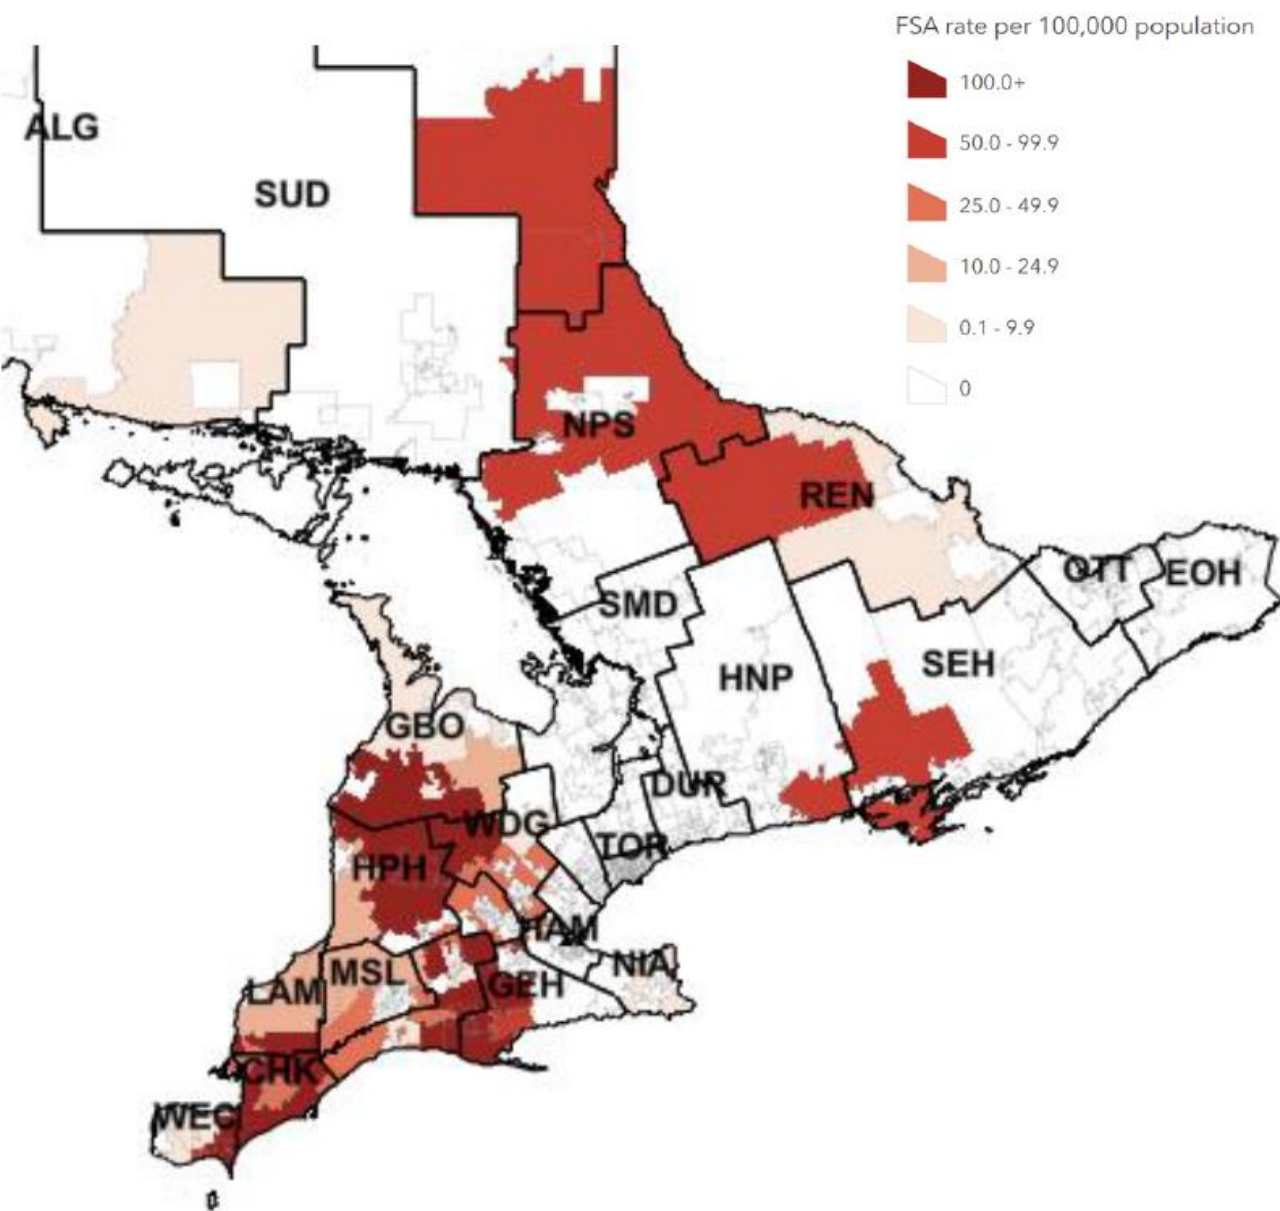 FSA rate per 100,000 population
100.0+
50.0 - 99.9
25.0 - 49.9
10.0 - 24.9
0.1 - 9.9
0
ALG
SUD
NPS
REN
OTT
EOH
SMD
SEH
HNP
GBO
DUR
WDG
TOR
HPH
HAM
NIA
MSL
GEH
LAM
CHK
WEC